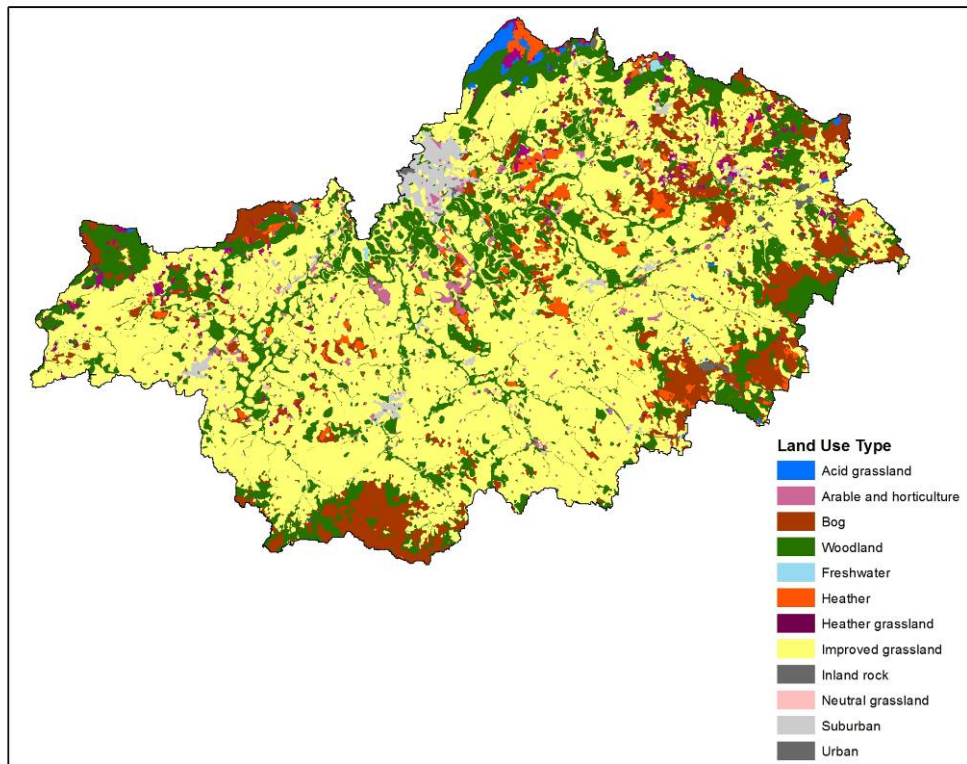 Land Use Type
Acid grassland
Arable and horticulture
Bog
Woodland
Freshwater
Heather
Heather grassland
Improved grassland
Inland rock
Neutral grassland
Suburban
Urban